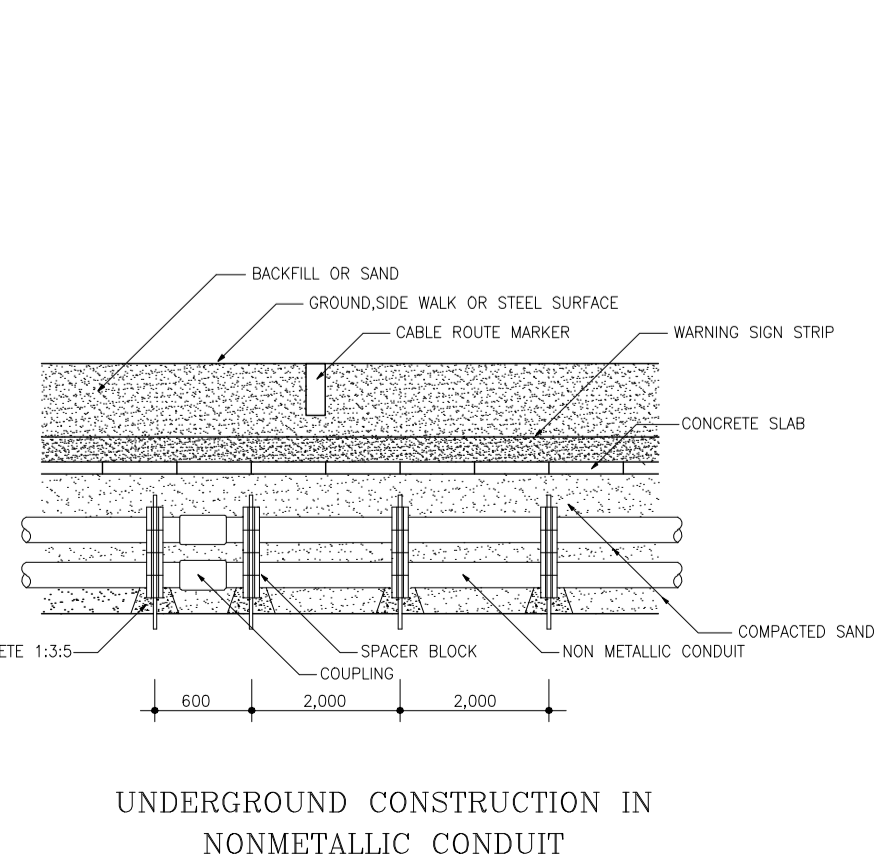 BACKFILL OR SAND
GROUND,SIDE WALK OR STEEL SURFACE
CABLE ROUTE MARKER
WARNING SIGN STRIP
CONCRETE SLAB
COMPACTED SAND
1:3:5
SPACER BLOCK
NON METALLIC CONDUIT
COUPLING
600
2,000
2,000
UNDERGROUND CONSTRUCTION IN
NONMETALLIC CONDUIT